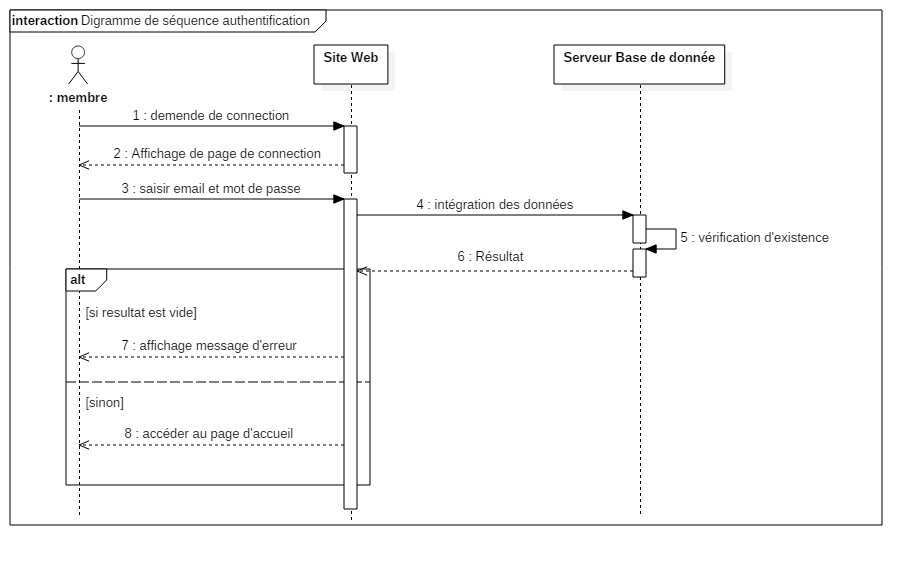 interaction Digramme de séquence authentification
Site Web
Serveur Base de donnée
: membre
1 : demende de connection
2 : Affichage de page de connection
3 : saisir email et mot de passe
4 : intégration des données
5 : vérification d'existence
6 : Résultat
alt
[si resultat est vide]
7 : affichage message d'erreur
[sinon]
8 : accéder au page d'accueil